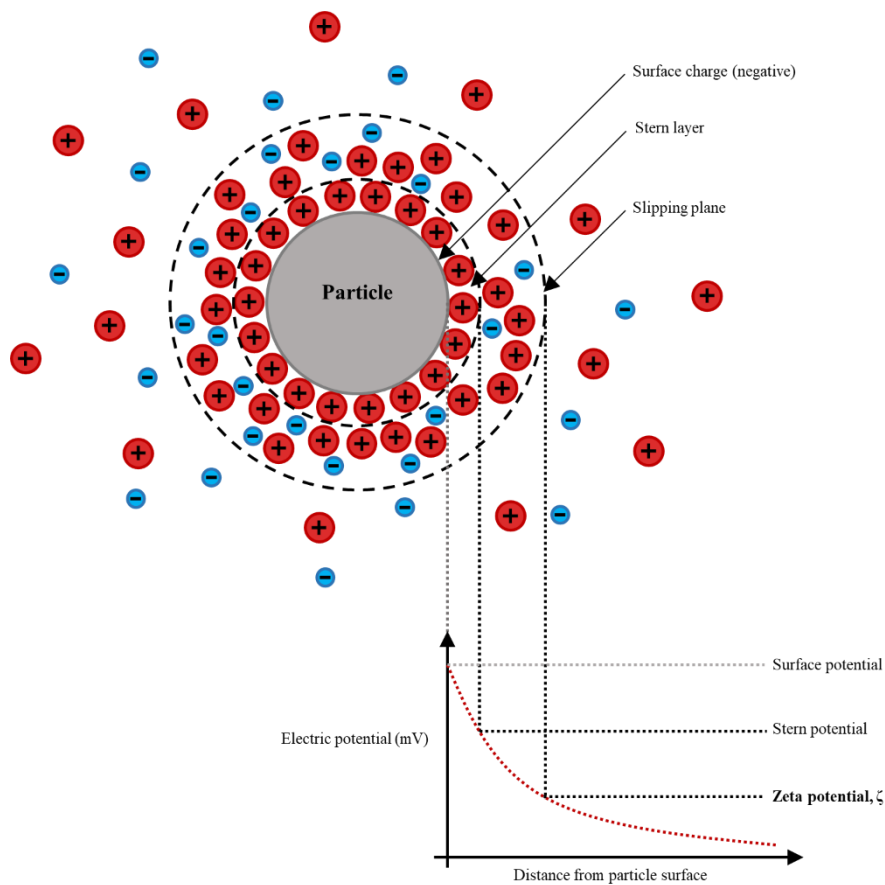 Surface charge (negative)
Stern layer
Slipping plane
Particle
Surface potential
Electric potential (mV)
Stern potential
Zeta potential, ζ
Distance from particle surface